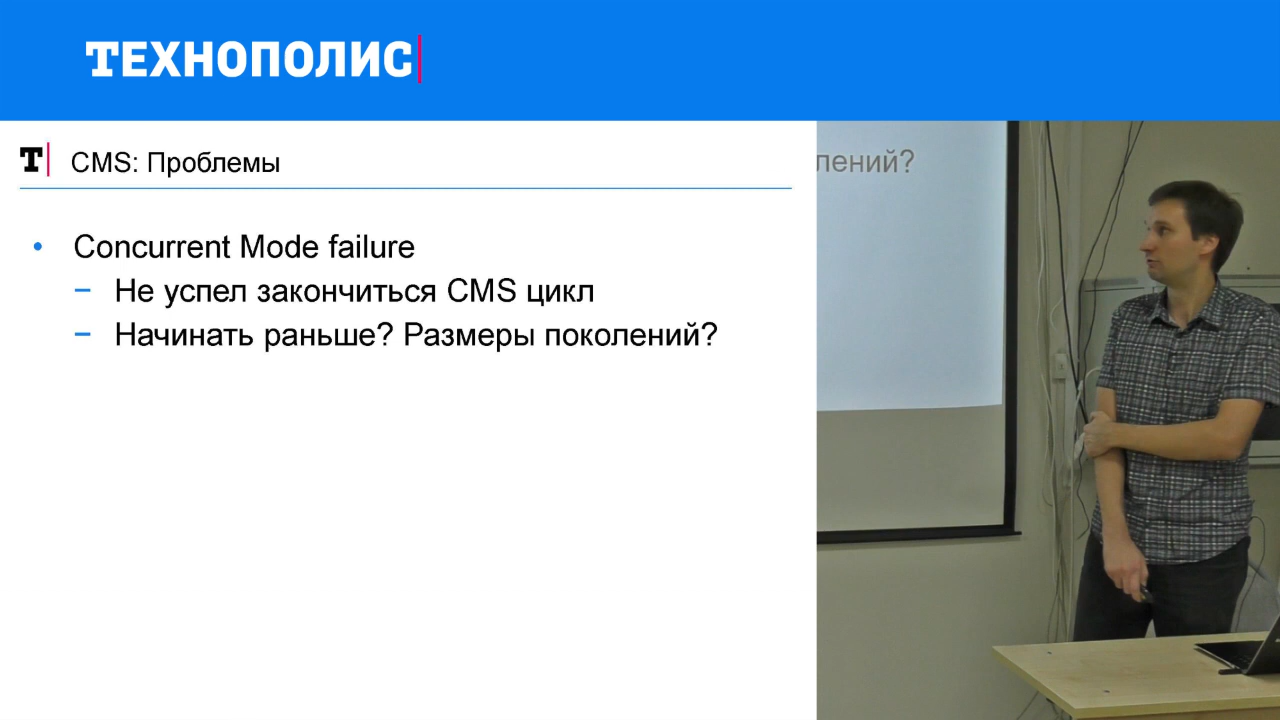 ТЕХНОПОЛИС
Т CMS: Проблемы
• Concurrent Mode failure
– Не успел закончиться CMS цикл
– Начинать раньше? Размеры поколений?
лений?